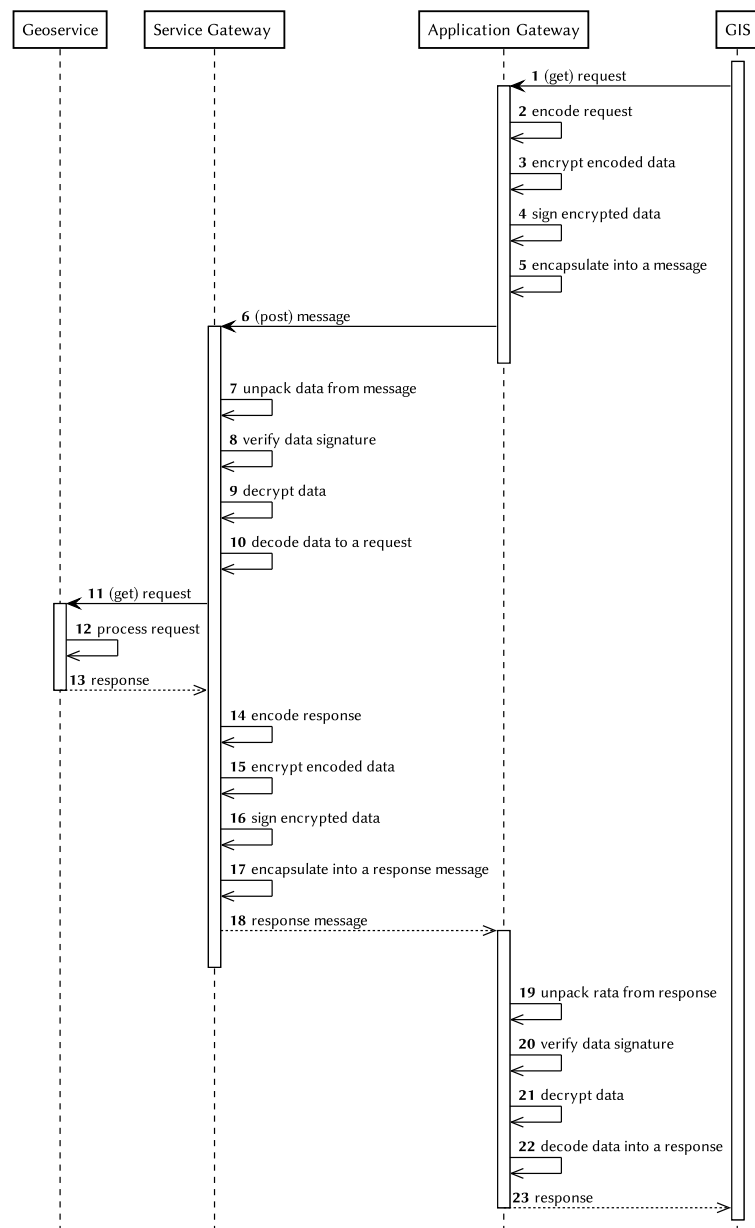 Geoservice
Service Gateway
Application Gateway
GIS
1 (get) request
2 encode request
3 encrypt encoded data
4 sign encrypted data
5 encapsulate into a message
6 (post) message
7 unpack data from message
8 verify data signature
9 decrypt data
10 decode data to a request
11 (get) request
12 process request
13 response
14 encode response
15 encrypt encoded data
16 sign encrypted data
17 encapsulate into a response message
18 response message
19 unpack rata from response
20 verify data signature
21 decrypt data
22 decode data into a response
23 response